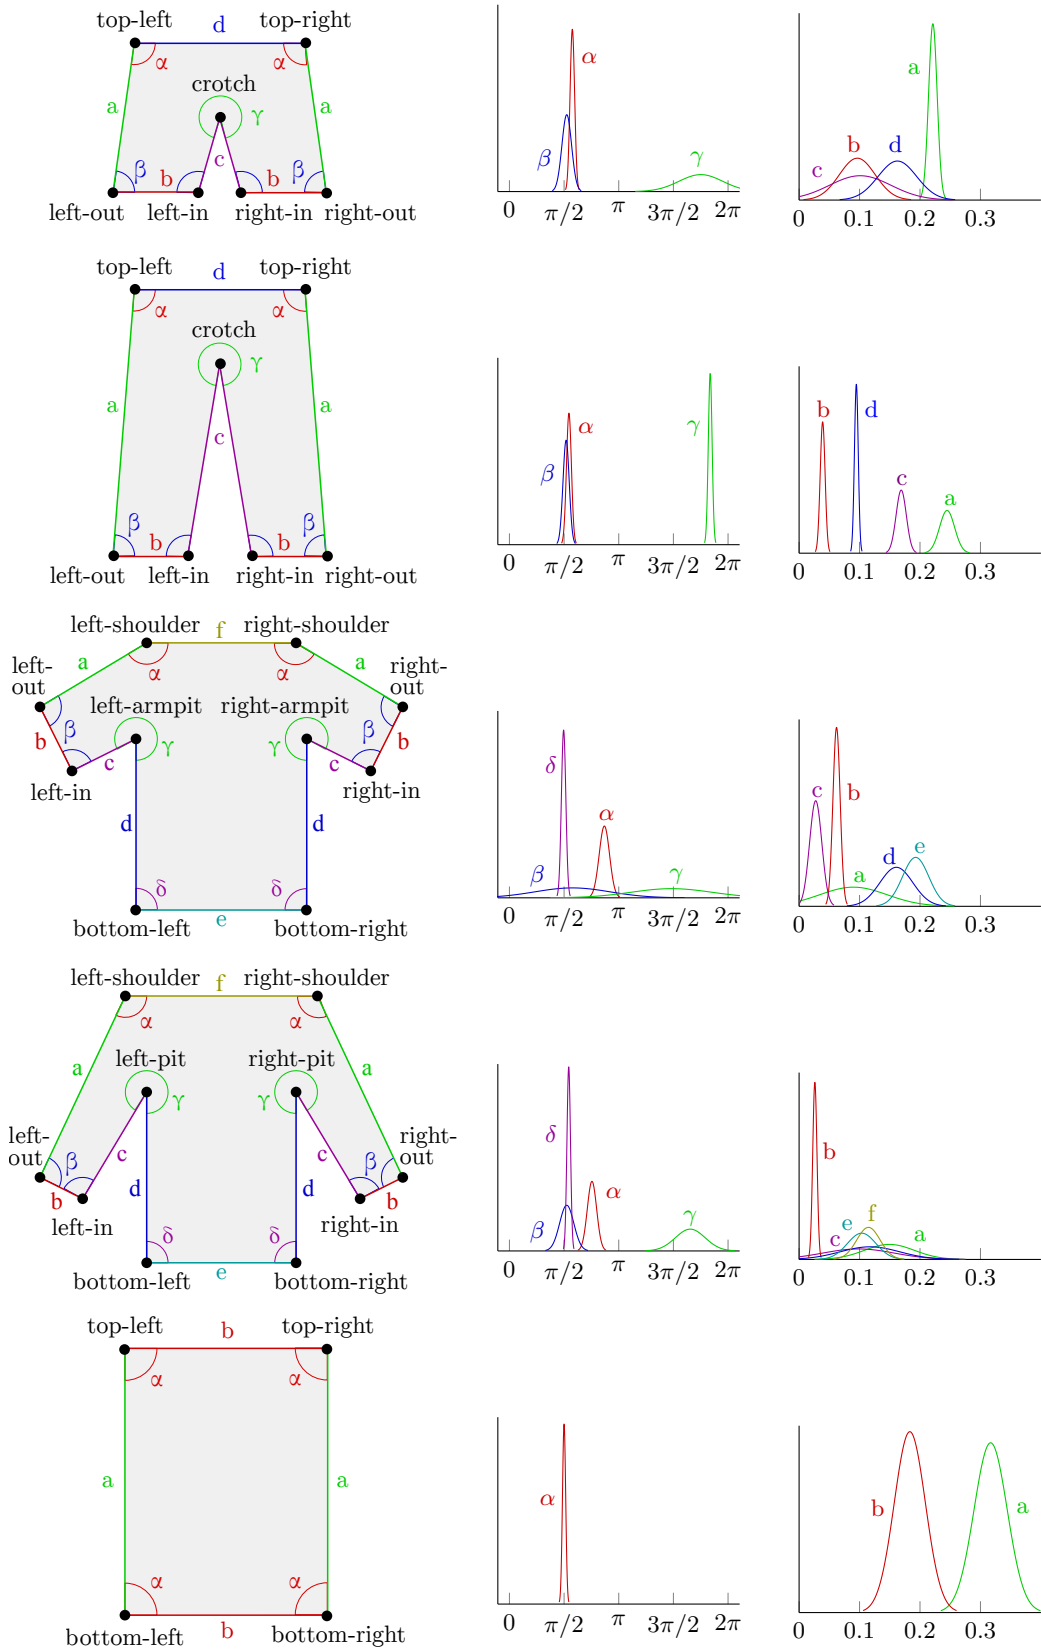 top-left d top-right
α α
crotch
a γ a
c
β b b β
left-out left-in right-in right-out
α
β
γ
0 π/2 π 3π/2 2π
a
b d
c
0 0.1 0.2 0.3
top-left d top-right
α α
crotch
γ
a a
c
β b b β
left-out left-in right-in right-out
α γ
β
0 π/2 π 3π/2 2π
b d
c a
0 0.1 0.2 0.3
left-shoulder f right-shoulder
left-out a α α a right-out
left-armpit right-armpit
β β
b γ γ b
c c
left-in right-in
d d
δ δ
bottom-left e bottom-right
δ
α
β γ
0 π/2 π 3π/2 2π
c b
d e
a
0 0.1 0.2 0.3
left-shoulder f right-shoulder
α α
left-pit right-pit
a a
γ γ
left-out right-out
β c c β
b d d b
left-in right-in
δ δ
bottom-left e bottom-right
δ
α
β γ
0 π/2 π 3π/2 2π
b
e f
c a
0 0.1 0.2 0.3
top-left b top-right
α α
a a
α α
bottom-left b bottom-right
α
0 π/2 π 3π/2 2π
b a
0 0.1 0.2 0.3